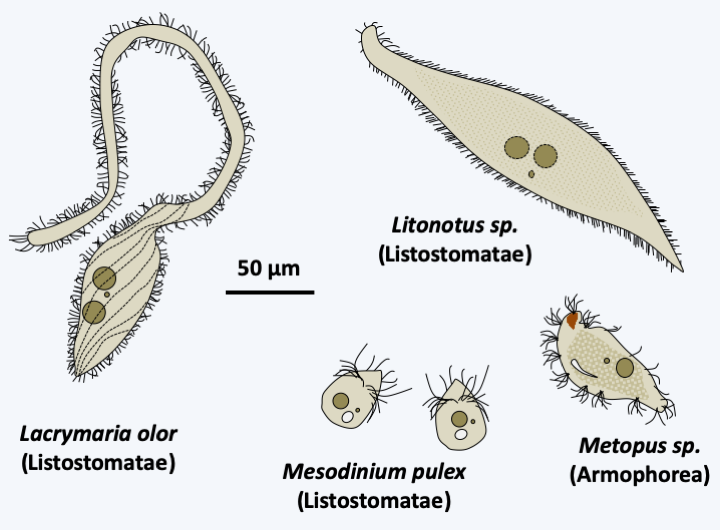 Litonotus sp.
(Listostomatae)
50 µm
Lacrymaria olor
(Listostomatae)
Mesodinium pulex
(Listostomatae)
Metopus sp.
(Armophorea)